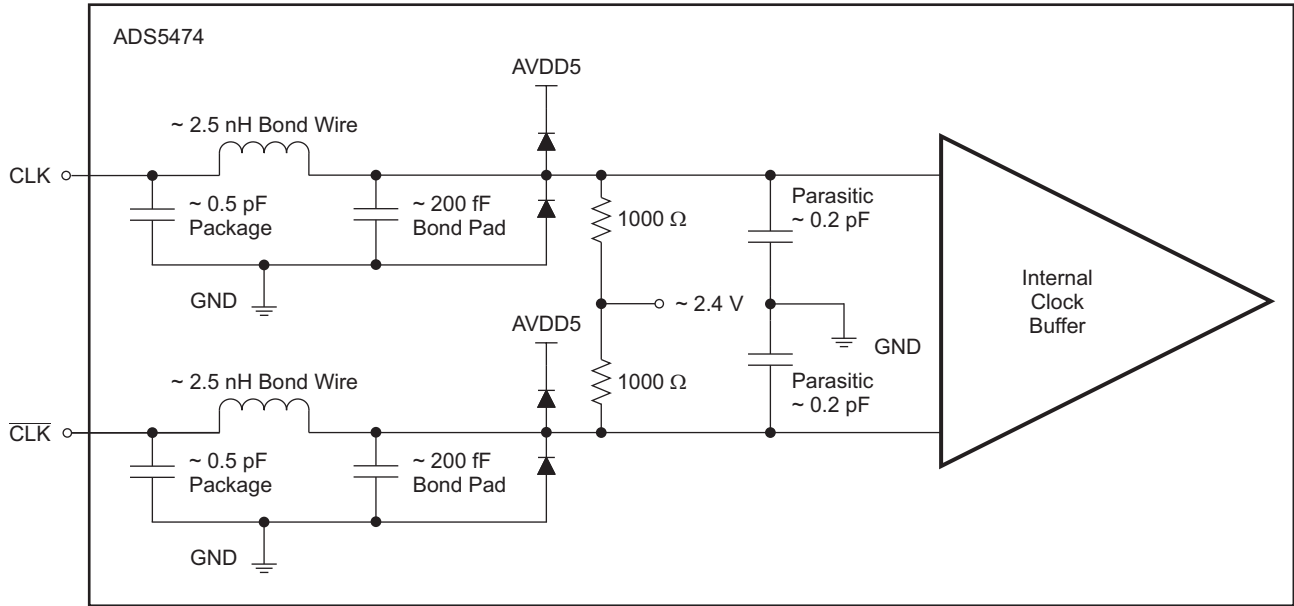 ADS5474
AVDD5
~ 2.5 nH Bond Wire
CLK
~ 0.5 pF
Package
~ 200 fF
Bond Pad
1000 Ω
Parasitic
~ 0.2 pF
GND
~ 2.4 V
Internal
Clock
Buffer
AVDD5
GND
~ 2.5 nH Bond Wire
1000 Ω
Parasitic
~ 0.2 pF
C̅L̅K̅
~ 0.5 pF
Package
~ 200 fF
Bond Pad
GND